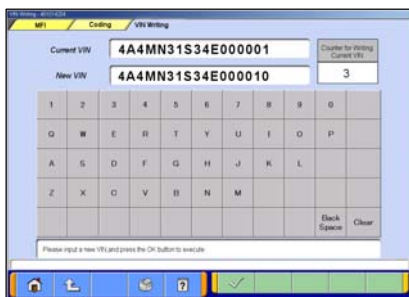 MFI / Coding / VIN Writing
Current VIN 4A4MN31S34E000001 Counter for Writing
Current VIN
New VIN 4A4MN31S34E000010 3
1 2 3 4 5 6 7 8 9 0
Q W E R T Y U I O P
A S D F G H J K L
Z X C V B N M
Back
Space Clear
Please input a new VIN,and press the OK button to execute
?